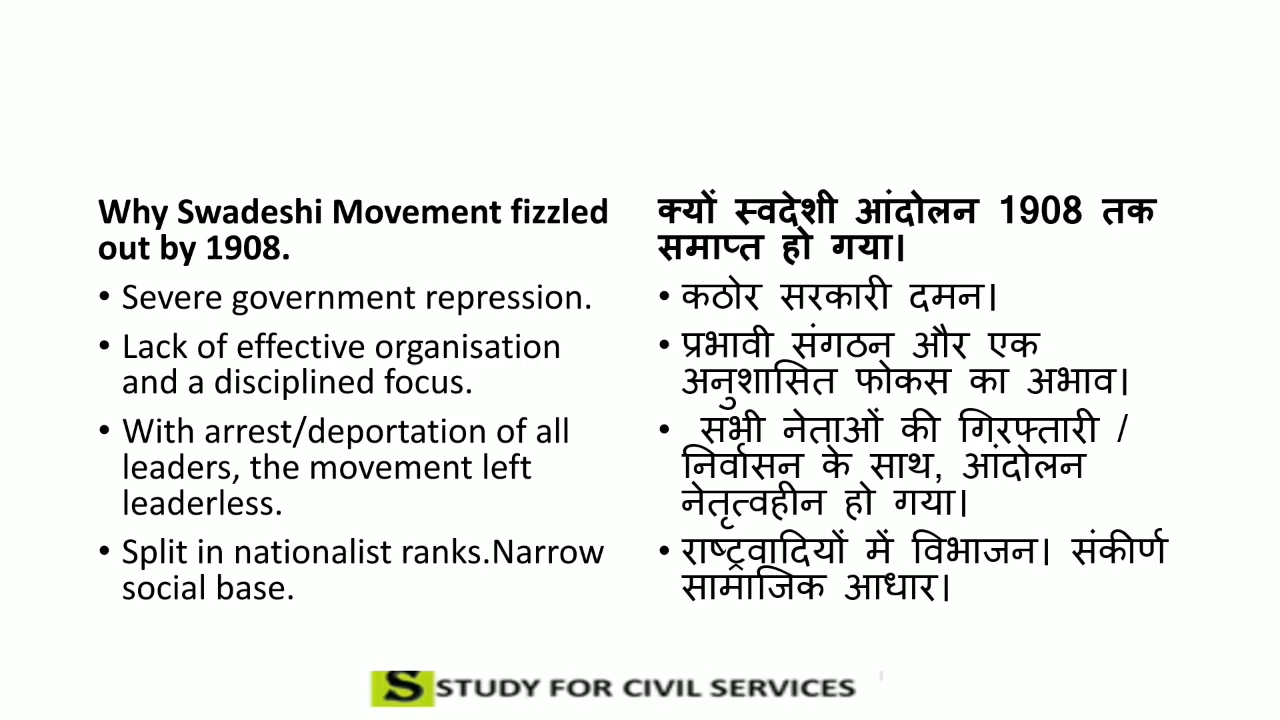 Why Swadeshi Movement fizzled
out by 1908.
• Severe government repression.
• Lack of effective organisation
and a disciplined focus.
• With arrest/deportation of all
leaders, the movement left
leaderless.
• Split in nationalist ranks.Narrow
social base.
क्यों स्वदेशी आंदोलन 1908 तक
समाप्त हो गया।
• कठोर सरकारी दमन।
• प्रभावी संगठन और एक
अनुशासित फोकस का अभाव।
• सभी नेताओं की गिरफ्तारी /
निर्वासन के साथ, आंदोलन
नेतृत्वहीन हो गया।
• राष्ट्रवादियों में विभाजन। संकीर्ण
सामाजिक आधार।
S STUDY FOR CIVIL SERVICES